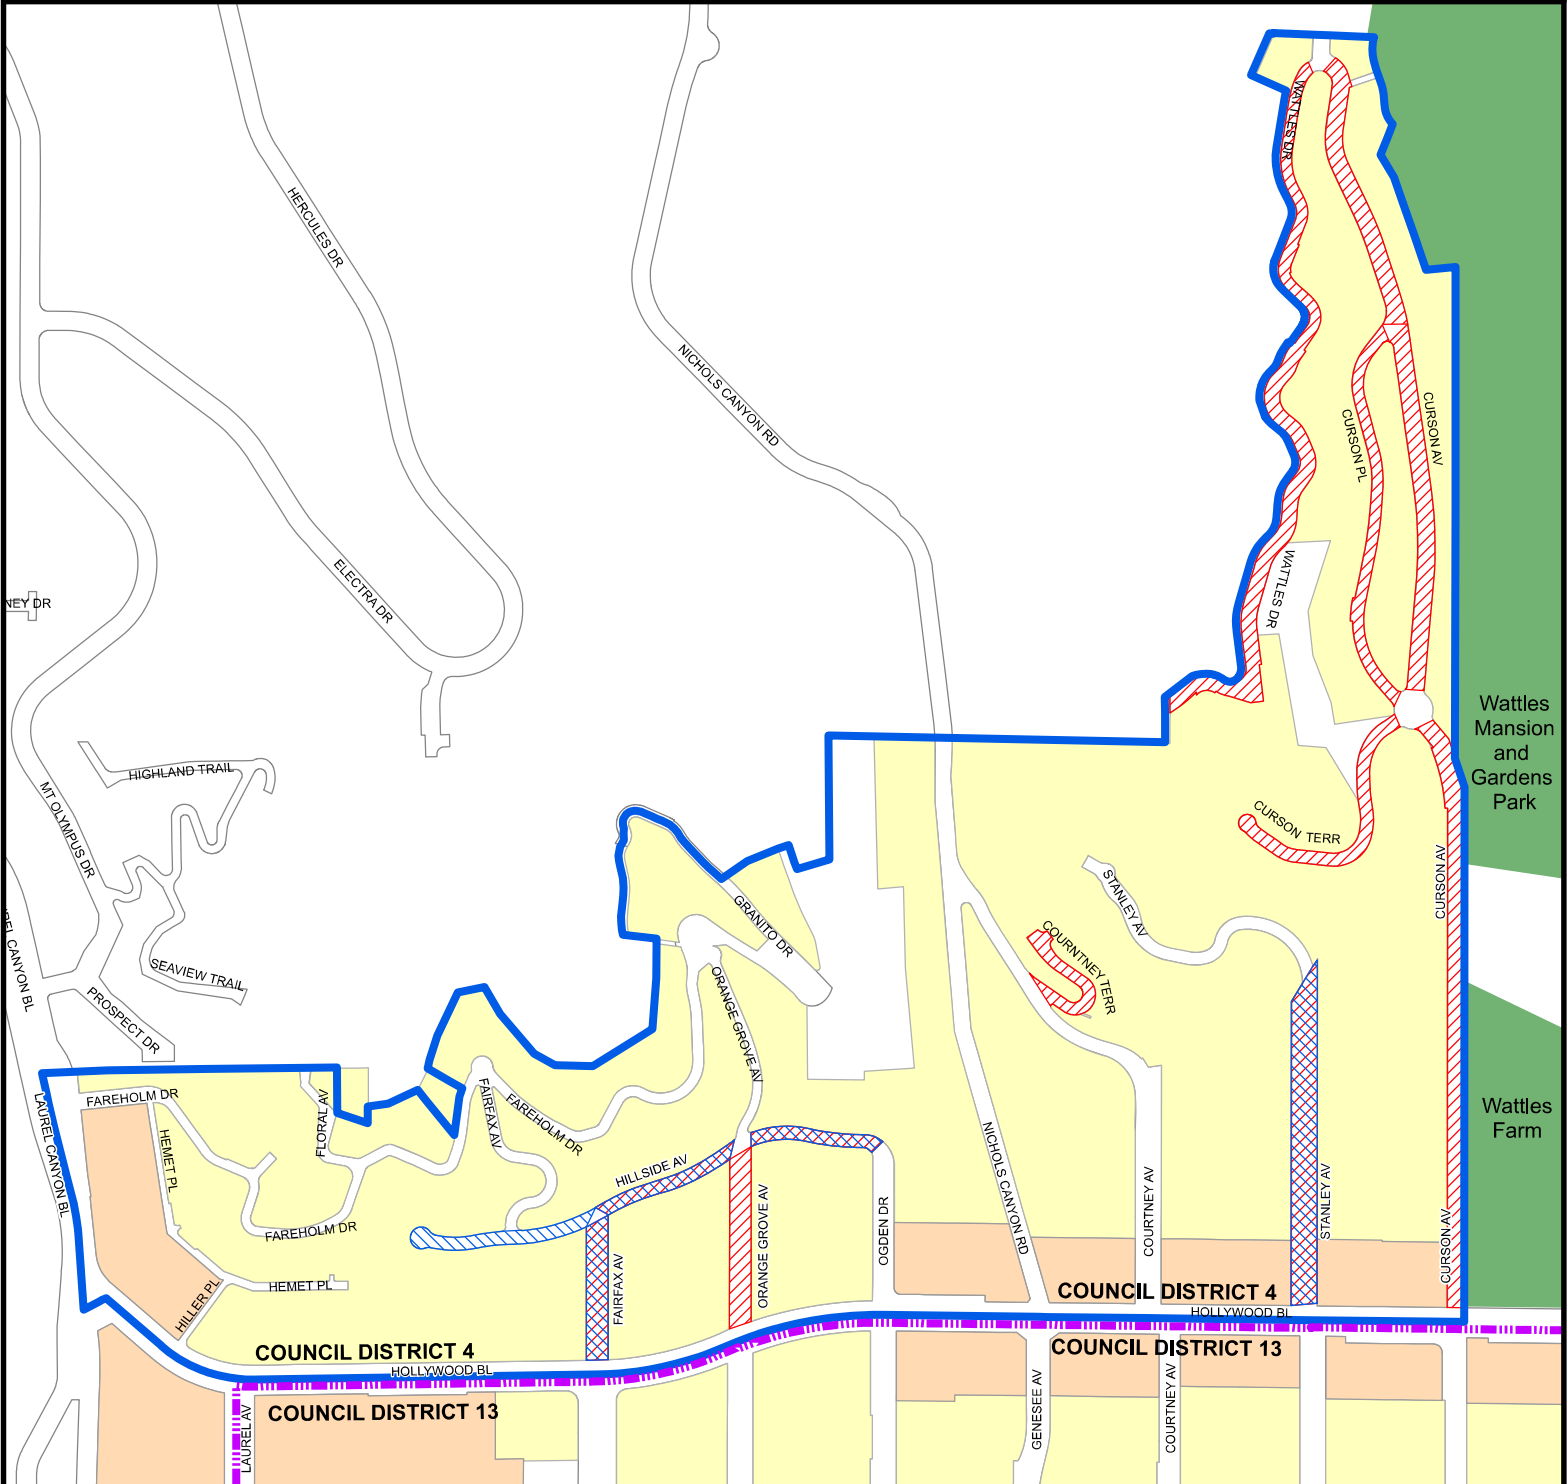 WATTLES DR
HERCULES DR
NICHOLS CANYON RD
CURSON AV
CURSON PL
ELECTRA DR
NEY DR
WATTLES DR
Wattles
Mansion
and
Gardens
Park
HIGHLAND TRAIL
MT OLYMPUS DR
CURSON TERR
CURSON AV
STANLEY AV
GRANITO DR
COURNTNEY TERR
REL CANYON BL
SEAVIEW TRAIL
ORANGE GROVE AV
PROSPECT DR
FAREHOLM DR
LAUREL CANYON BL
FLORAL AV
FAIRFAX AV
FAREHOLM DR
Wattles
Farm
HEMET PL
HILLSIDE AV
NICHOLS CANYON RD
COURTNEY AV
STANLEY AV
FAREHOLM DR
ORANGE GROVE AV
OGDEN DR
CURSON AV
HEMET PL
HILLER PL
FAIRFAX AV
COUNCIL DISTRICT 4
HOLLYWOOD BL
COUNCIL DISTRICT 13
COUNCIL DISTRICT 4
HOLLYWOOD BL
COUNCIL DISTRICT 13
LAUREL AV
GENESEE AV
COURTNEY AV